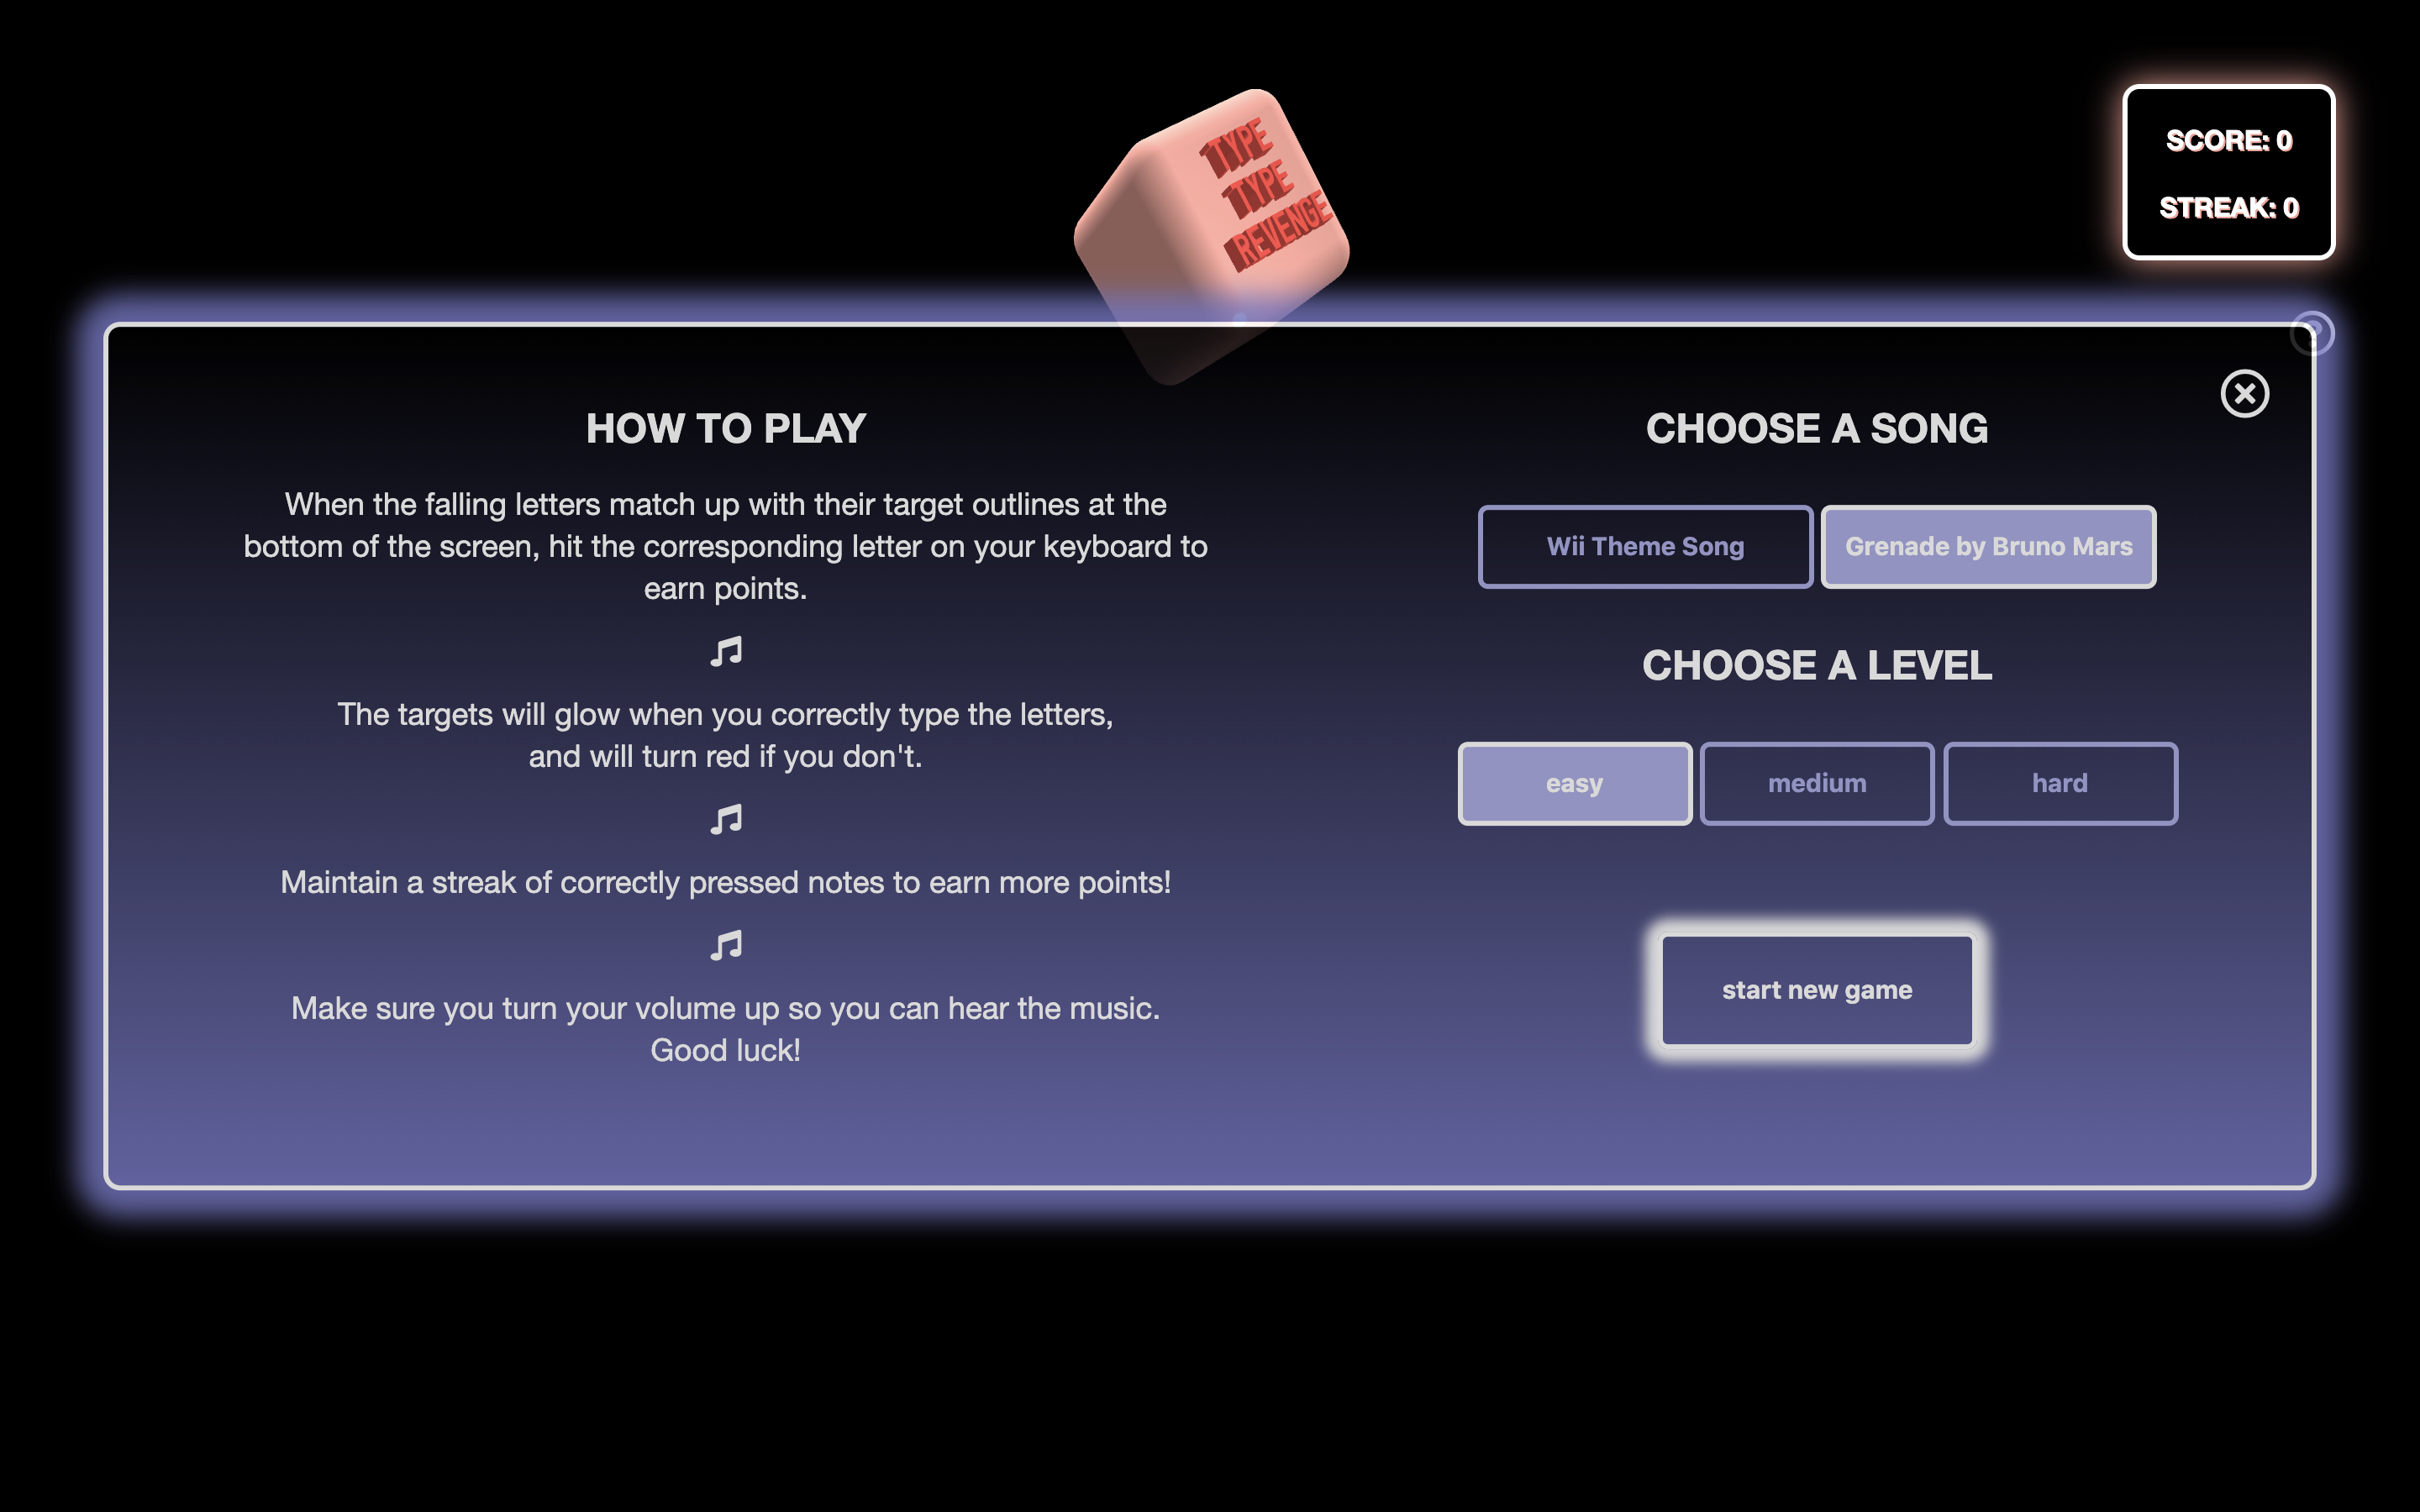 TYPE
TYPE
REVENGE
SCORE: 0
STREAK: 0
?
HOW TO PLAY
When the falling letters match up with their target outlines at the
bottom of the screen, hit the corresponding letter on your keyboard to
earn points.
The targets will glow when you correctly type the letters,
and will turn red if you don't.
Maintain a streak of correctly pressed notes to earn more points!
Make sure you turn your volume up so you can hear the music.
Good luck!
CHOOSE A SONG
Wii Theme Song
Grenade by Bruno Mars
CHOOSE A LEVEL
easy
medium
hard
start new game